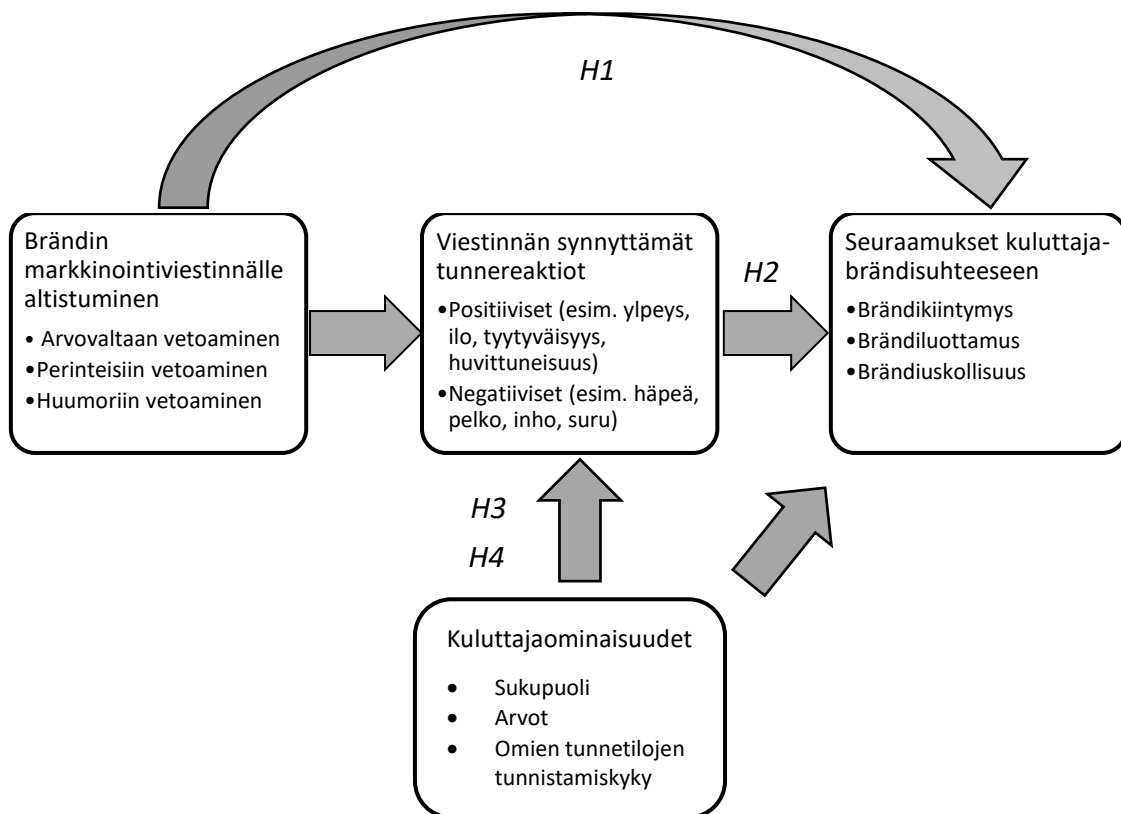 H1
Brändin
markkinointiviestinnälle
altistuminen
• Arvovaltaan vetoaminen
•Perinteisiin vetoaminen
•Huumoriin vetoaminen
Viestinnän synnyttämät
tunnereaktiot
•Positiiviset (esim. ylpeys,
ilo, tyytyväisyys,
huvittuneisuus)
•Negatiiviset (esim. häpeä,
pelko, inho, suru)
H2
Seuraamukset kuluttaja-
brändisuhteeseen
•Brändikiintymys
•Brändiluottamus
•Brändiuskollisuus
H3
H4
Kuluttajaominaisuudet
• Sukupuoli
• Arvot
• Omien tunnetilojen
tunnistamiskyky